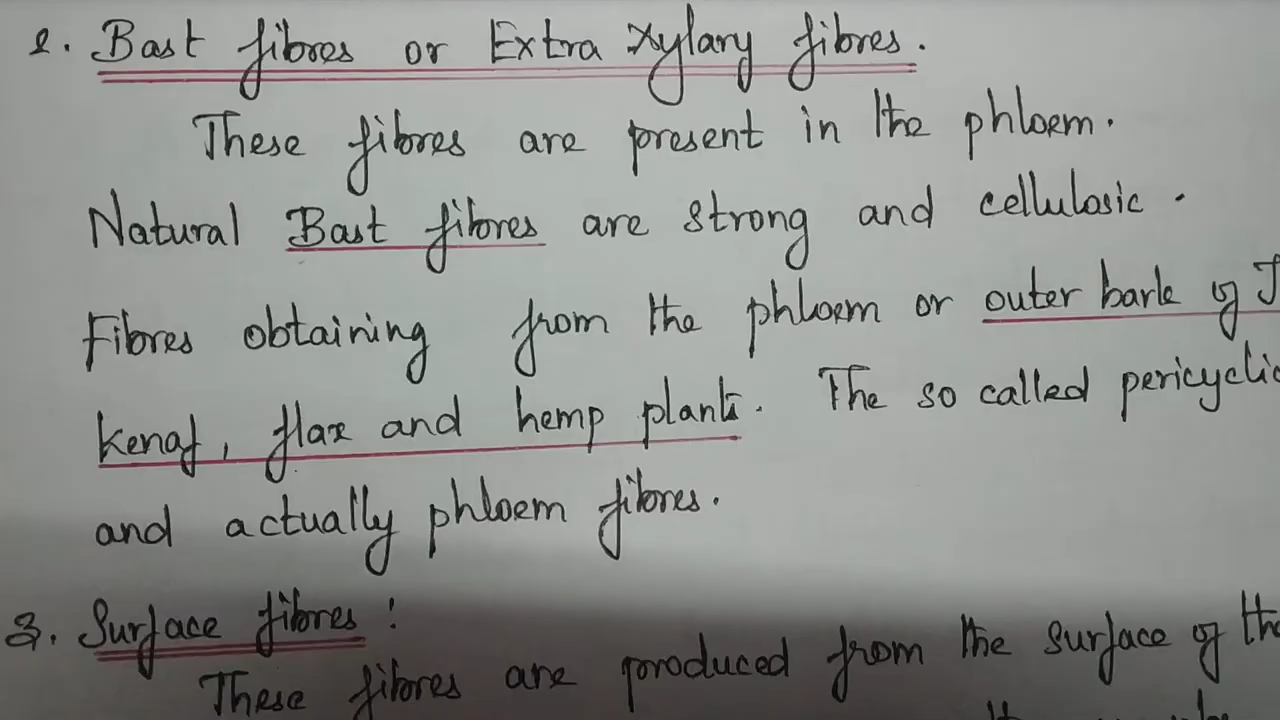 2. Bast fibres or Extra Xylary fibres.
These fibres are present in the phloem.
Natural Bast fibres are strong and cellulosic.
Fibres obtaining from the phloem or outer bark of J
kenaf, flax and hemp plants. The so called pericyclic
and actually phloem fibres.
3. Surface fibres :
These fibres are produced from the surface of the